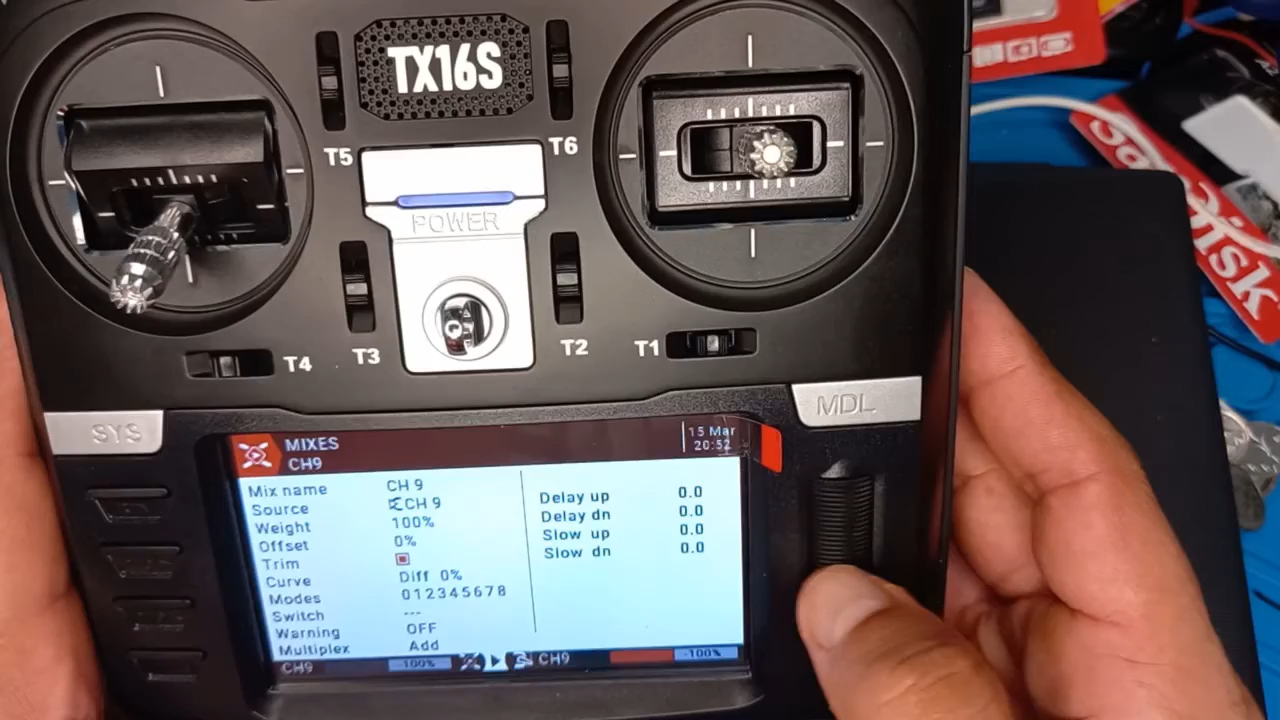 TX16S
T5
T6
POWER
T4
T3
T2
T1
SYS
MDL
MIXES
CH9
15 Mar
20:52
Mix name CH 9
Source CH 9
Weight 100%
Offset 0%
Trim
Curve Diff 0%
Modes 012345678
Switch ---
Warning OFF
Multiplex Add
Delay up 0.0
Delay dn 0.0
Slow up 0.0
Slow dn 0.0
CH9 -100% CH9 -100%
SanDisk